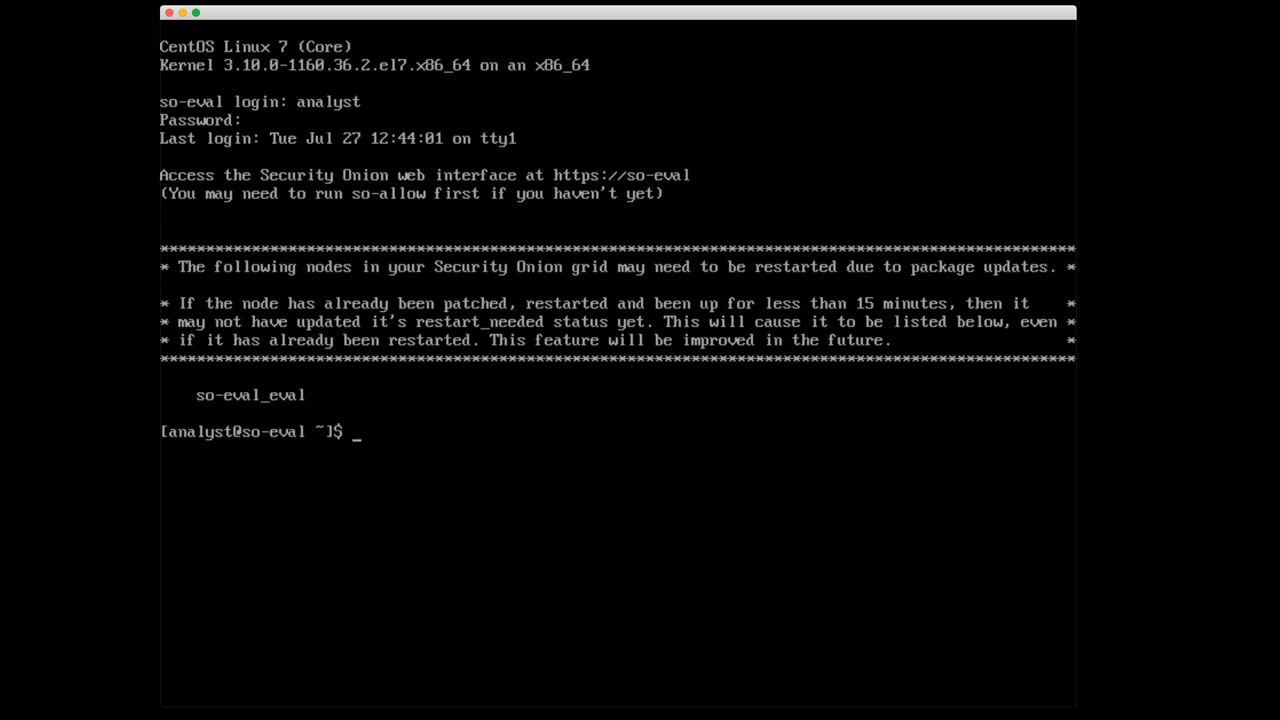 CentOS Linux 7 (Core)
Kernel 3.10.0-1160.36.2.el7.x86_64 on an x86_64
so-eval login: analyst
Password:
Last login: Tue Jul 27 12:44:01 on tty1
Access the Security Onion web interface at https://so-eval
(You may need to run so-allow first if you haven't yet)
****************************************************************************************************
* The following nodes in your Security Onion grid may need to be restarted due to package updates. *
* If the node has already been patched, restarted and been up for less than 15 minutes, then it    *
* may not have updated it's restart_needed status yet. This will cause it to be listed below, even *
* if it has already been restarted. This feature will be improved in the future.                   *
****************************************************************************************************
so-eval_eval
[analyst@so-eval ~]$ _